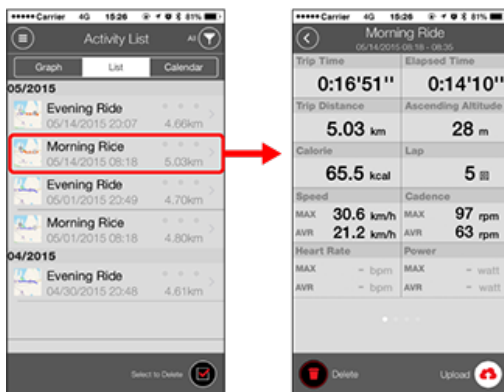 Carrier 4G 15:26 81%
Activity List All
Graph List Calendar
05/2015
Evening Ride
05/14/2015 20:07 4.66km
Morning Rice
05/14/2015 08:18 5.03km
Evening Ride
05/01/2015 20:49 4.70km
Morning Rice
05/01/2015 08:18 4.80km
04/2015
Evening Ride
04/30/2015 20:48 4.61km
Select to Delete
Carrier 4G 15:26 81%
Morning Ride
05/14/2015 08:18 - 08:35
Trip Time Elapsed Time
0:16'51'' 0:14'10''
Trip Distance Ascending Altitude
5.03 km 28 m
Calorie Lap
65.5 kcal 5 回
Speed Cadence
MAX 30.6 km/h MAX 97 rpm
AVR 21.2 km/h AVR 63 rpm
Heart Rate Power
MAX - bpm MAX - watt
AVR - bpm AVR - watt
Delete Upload